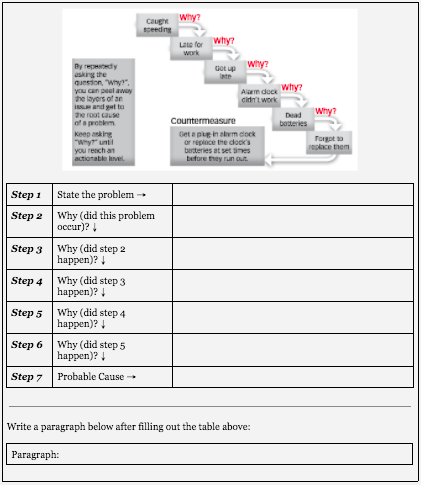 Caught
speeding
Why?
Late for
work
Why?
Got up
late
Why?
Alarm clock
didn't work
Why?
Dead
batteries
Why?
Forgot to
replace them
By repeatedly
asking the
question, "Why?",
you can peel away
the layers of an
issue and get to
the root cause
of a problem.
Keep asking
"Why?" until
you reach an
actionable level.
Countermeasure
Get a plug-in alarm clock
or replace the clock's
batteries at set times
before they run out.
Step 1 State the problem →
Step 2 Why (did this problem
occur)? ↓
Step 3 Why (did step 2
happen)? ↓
Step 4 Why (did step 3
happen)? ↓
Step 5 Why (did step 4
happen)? ↓
Step 6 Why (did step 5
happen)? ↓
Step 7 Probable Cause →
Write a paragraph below after filling out the table above:
Paragraph: